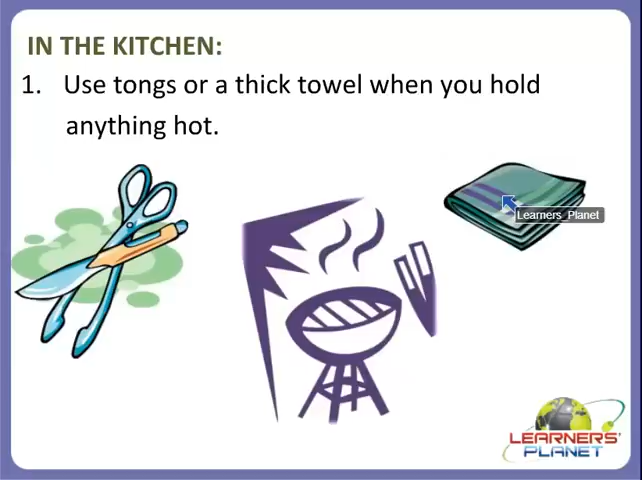 IN THE KITCHEN:
1. Use tongs or a thick towel when you hold
anything hot.
Learners_Planet
LEARNERS'
PLANET